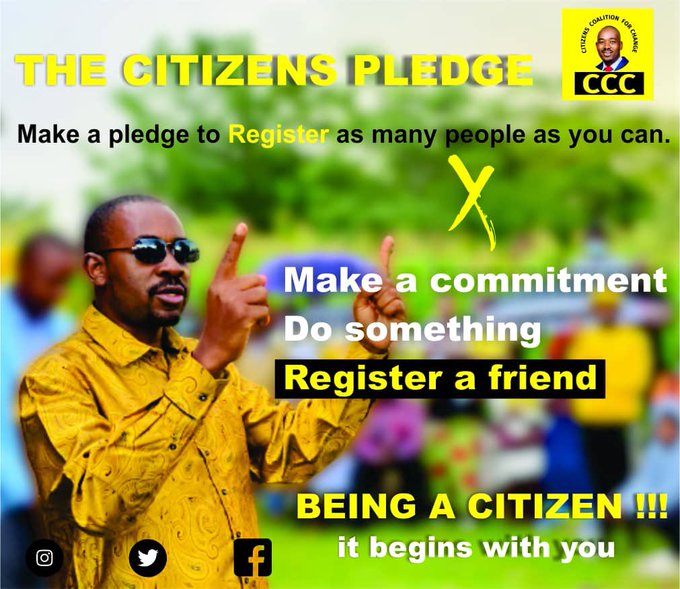 THE CITIZENS PLEDGE
CITIZENS COALITION FOR CHANGE
CCC
Make a pledge to Register as many people as you can.
X
Make a commitment
Do something
Register a friend
BEING A CITIZEN !!!
it begins with you